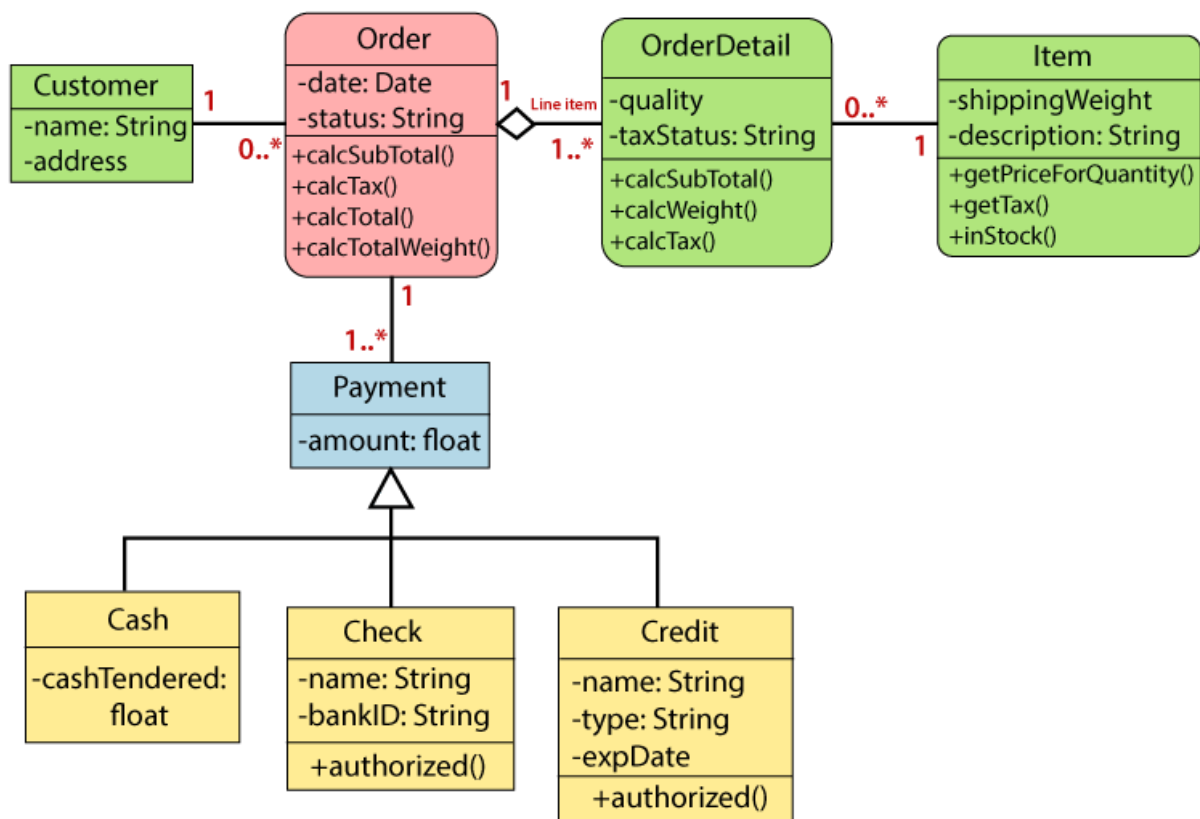 Customer
-name: String
-address
1
0..*
Order
-date: Date
-status: String
+calcSubTotal()
+calcTax()
+calcTotal()
+calcTotalWeight()
1
Line item
1..*
OrderDetail
-quality
-taxStatus: String
+calcSubTotal()
+calcWeight()
+calcTax()
0..*
1
Item
-shippingWeight
-description: String
+getPriceForQuantity()
+getTax()
+inStock()
1
1..*
Payment
-amount: float
Cash
-cashTendered:
float
Check
-name: String
-bankID: String
+authorized()
Credit
-name: String
-type: String
-expDate
+authorized()